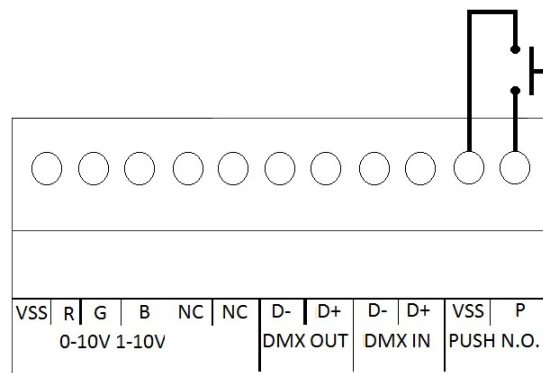 VSS R G B NC NC D- D+ D- D+ VSS P
0-10V 1-10V DMX OUT DMX IN PUSH N.O.